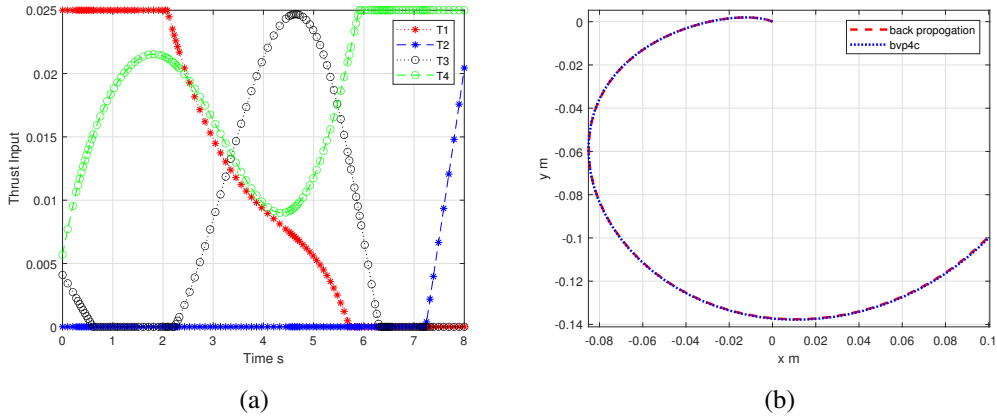 0.025
0.02
0.015
0.01
0.005
0
Thrust Input
0 1 2 3 4 5 6 7 8
Time s
T1
T2
T3
T4
(a)
0
-0.02
-0.04
-0.06
-0.08
-0.1
-0.12
-0.14
y m
-0.08 -0.06 -0.04 -0.02 0 0.02 0.04 0.06 0.08 0.1
x m
back propogation
bvp4c
(b)